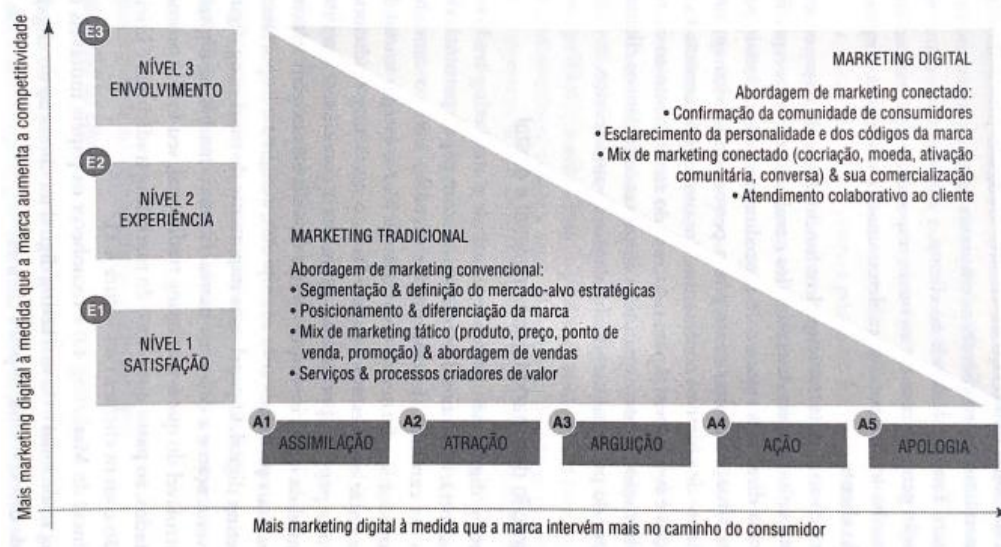 Mais marketing digital à medida que a marca aumenta a competitividade
E3
NÍVEL 3
ENVOLVIMENTO
E2
NÍVEL 2
EXPERIÊNCIA
E1
NÍVEL 1
SATISFAÇÃO
MARKETING DIGITAL
Abordagem de marketing conectado:
• Confirmação da comunidade de consumidores
• Esclarecimento da personalidade e dos códigos da marca
• Mix de marketing conectado (cocriação, moeda, ativação
comunitária, conversa) & sua comercialização
• Atendimento colaborativo ao cliente
MARKETING TRADICIONAL
Abordagem de marketing convencional:
• Segmentação & definição do mercado-alvo estratégicas
• Posicionamento & diferenciação da marca
• Mix de marketing tático (produto, preço, ponto de
venda, promoção) & abordagem de vendas
• Serviços & processos criadores de valor
A1 ASSIMILAÇÃO
A2 ATRAÇÃO
A3 ARGUIÇÃO
A4 AÇÃO
A5 APOLOGIA
Mais marketing digital à medida que a marca intervém mais no caminho do consumidor